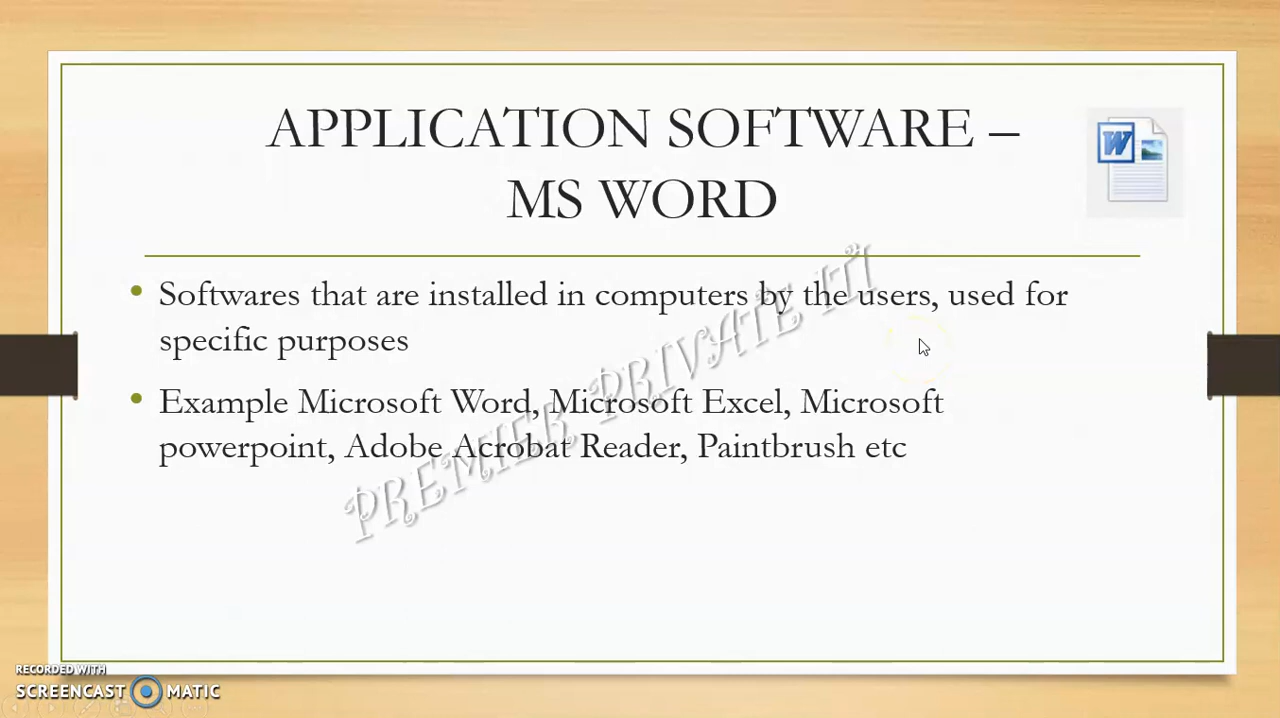 APPLICATION SOFTWARE –
MS WORD
W
• Softwares that are installed in computers by the users, used for
specific purposes
• Example Microsoft Word, Microsoft Excel, Microsoft
powerpoint, Adobe Acrobat Reader, Paintbrush etc
PREMIER PRIVATE ITI
RECORDED WITH
SCREENCAST MATIC